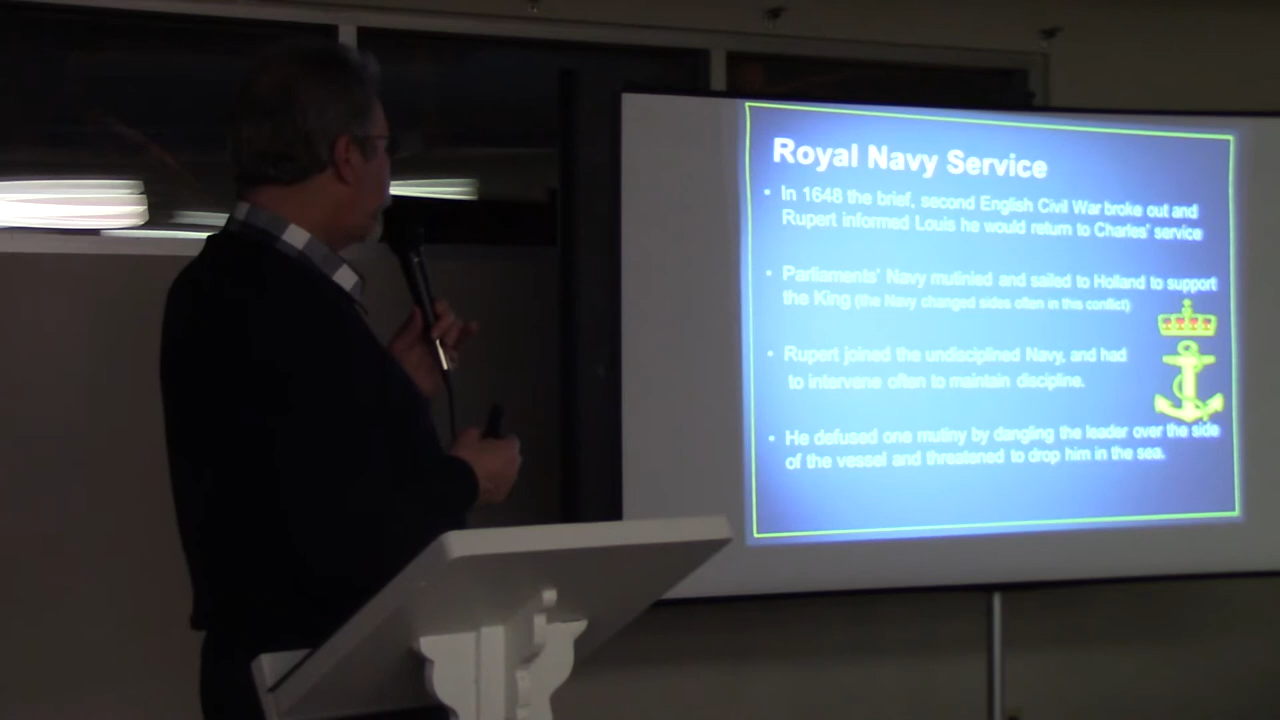 Royal Navy Service
• In 1648 the brief, second English Civil War broke out and
Rupert informed Louis he would return to Charles' service
• Parliaments' Navy mutinied and sailed to Holland to support
the King (the Navy changed sides often in this conflict)
• Rupert joined the undisciplined Navy, and had
to intervene often to maintain discipline.
• He defused one mutiny by dangling the leader over the side
of the vessel and threatened to drop him in the sea.